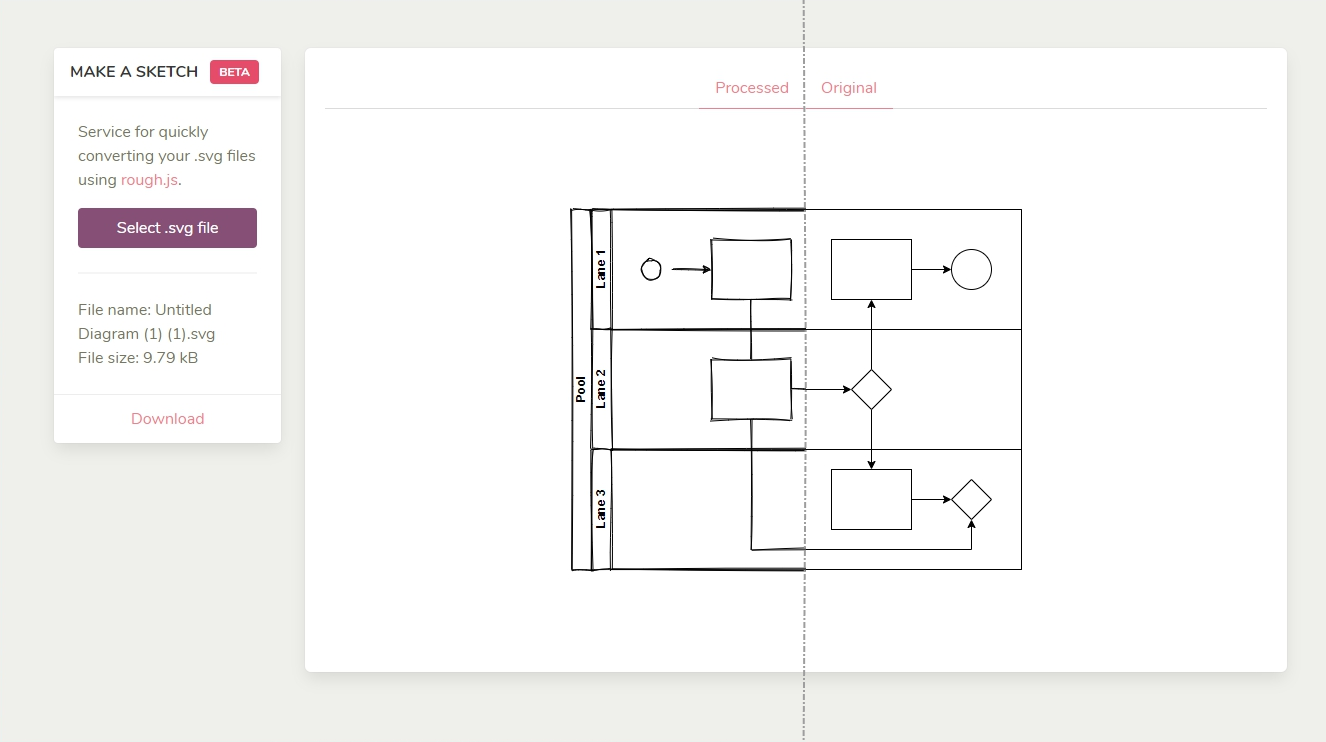 MAKE A SKETCH BETA
Service for quickly
converting your .svg files
using rough.js.
Select .svg file
File name: Untitled
Diagram (1) (1).svg
File size: 9.79 kB
Download
Processed Original
Pool
Lane 1
Lane 2
Lane 3